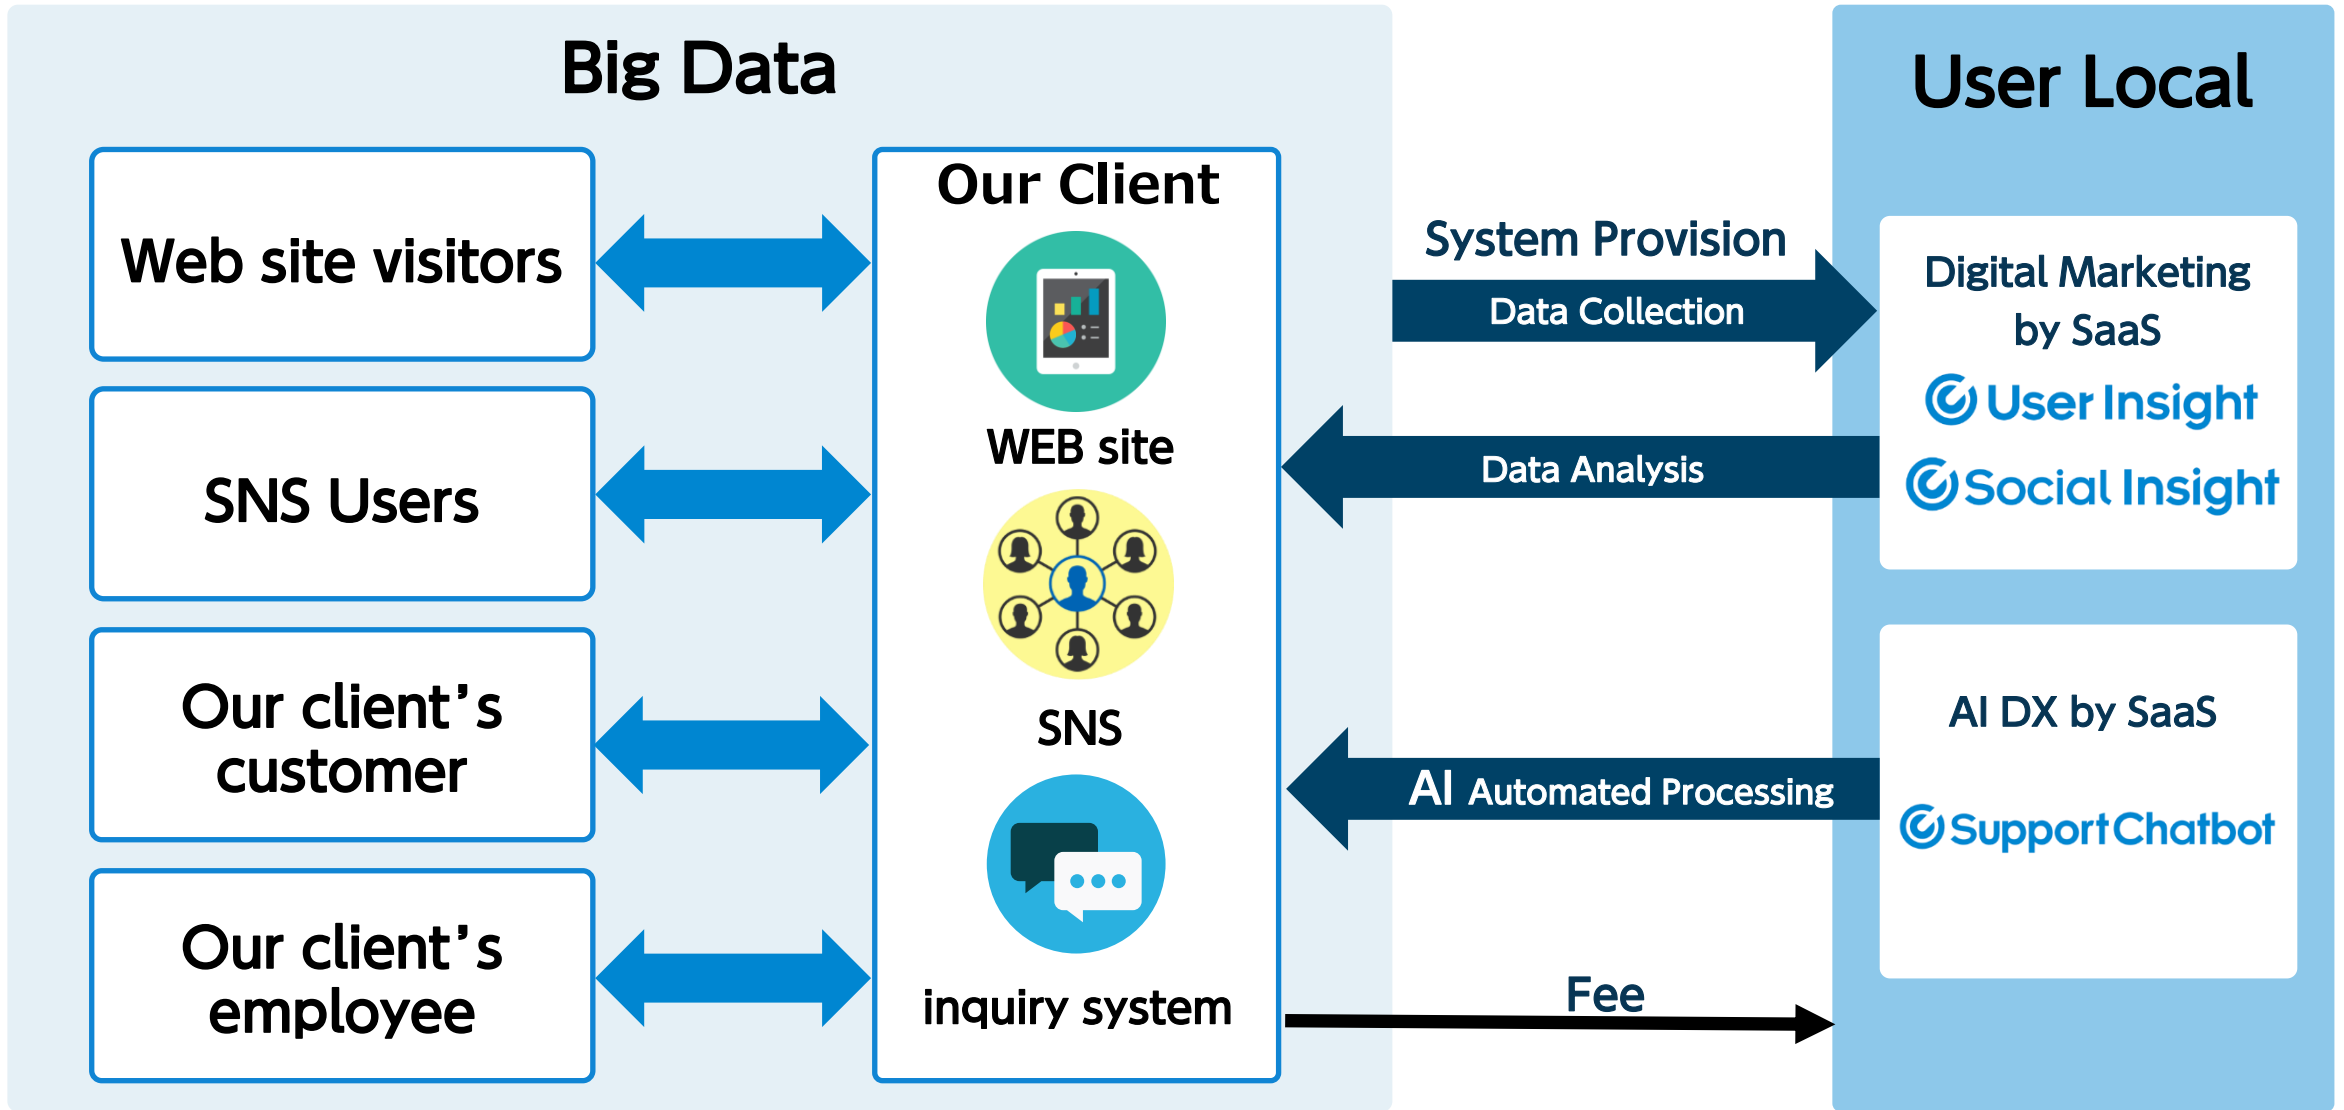 Big Data
Web site visitors
SNS Users
Our client’s
customer
Our client’s
employee
Our Client
WEB site
SNS
inquiry system
System Provision
Data Collection
Data Analysis
AI Automated Processing
Fee
User Local
Digital Marketing
by SaaS
User Insight
Social Insight
AI DX by SaaS
Support Chatbot